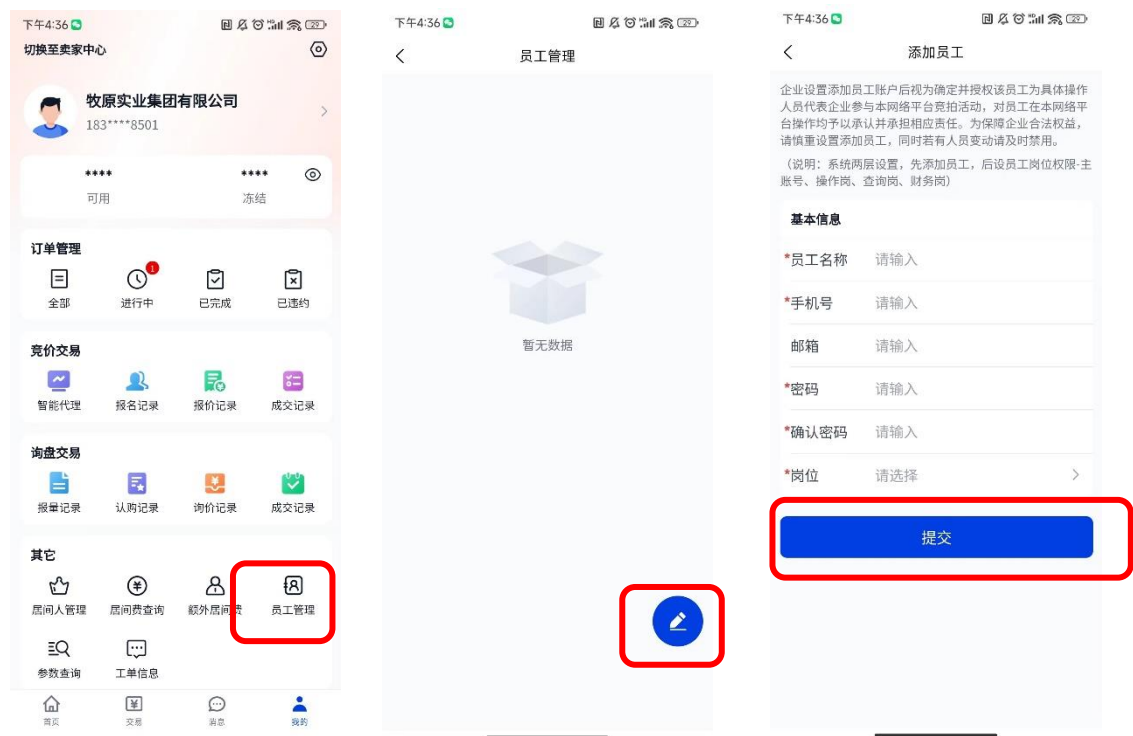 下午4:36
29
切换至卖家中心
牧原实业集团有限公司
183****8501
****
****
可用
冻结
订单管理
1
全部
进行中
已完成
已违约
竞价交易
智能代理
报名记录
报价记录
成交记录
询盘交易
报量记录
认购记录
询价记录
成交记录
其它
居间人管理
居间费查询
额外居间费
员工管理
参数查询
工单信息
首页
交易
消息
我的
下午4:36
29
员工管理
暂无数据
下午4:36
29
添加员工
企业设置添加员工账户后视为确定并授权该员工为具体操作
人员代表企业参与本网络平台竞拍活动，对员工在本网络平
台操作均予以承认并承担相应责任。为保障企业合法权益，
请慎重设置添加员工，同时若有人员变动请及时禁用。
（说明：系统两层设置，先添加员工，后设员工岗位权限-主
账号、操作岗、查询岗、财务岗）
基本信息
*员工名称 请输入
*手机号 请输入
邮箱 请输入
*密码 请输入
*确认密码 请输入
*岗位 请选择
提交